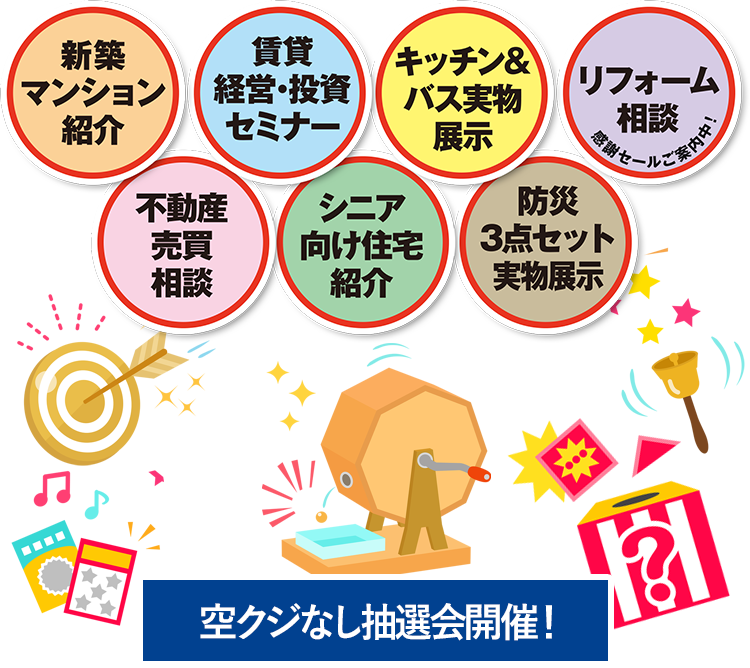 新築
マンション
紹介
賃貸
経営・投資
セミナー
キッチン&
バス実物
展示
リフォーム
相談
感謝セールご案内中!
不動産
売買
相談
シニア
向け住宅
紹介
防災
3点セット
実物展示
?
空クジなし抽選会開催!